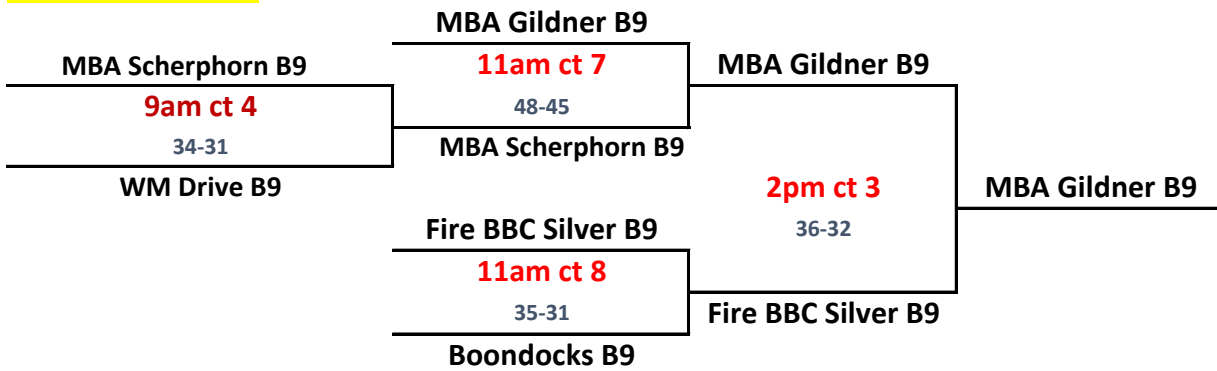 MBA Gildner B9
MBA Scherphorn B9
11am ct 7
MBA Gildner B9
9am ct 4
48-45
34-31
MBA Scherphorn B9
WM Drive B9
2pm ct 3
MBA Gildner B9
Fire BBC Silver B9
36-32
11am ct 8
35-31
Fire BBC Silver B9
Boondocks B9